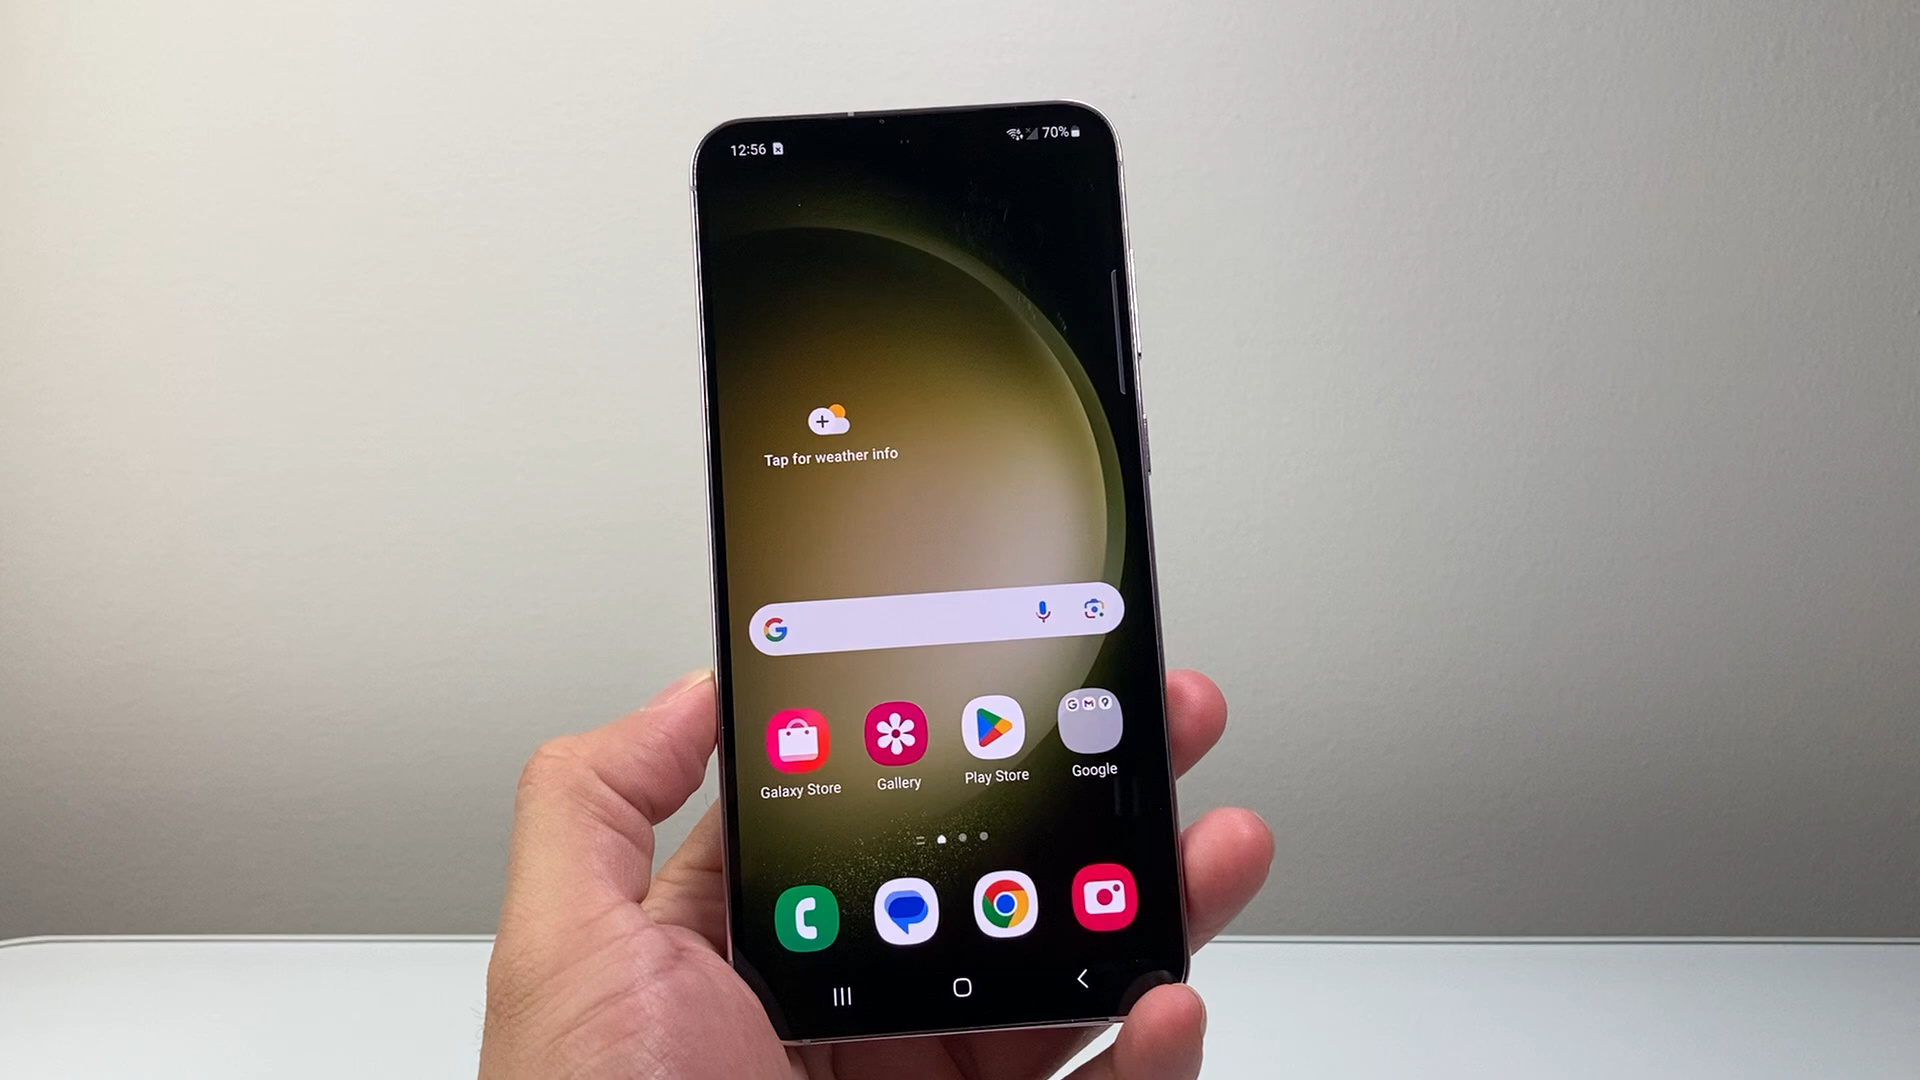 12:56
70%
Tap for weather info
Galaxy Store
Gallery
Play Store
Google